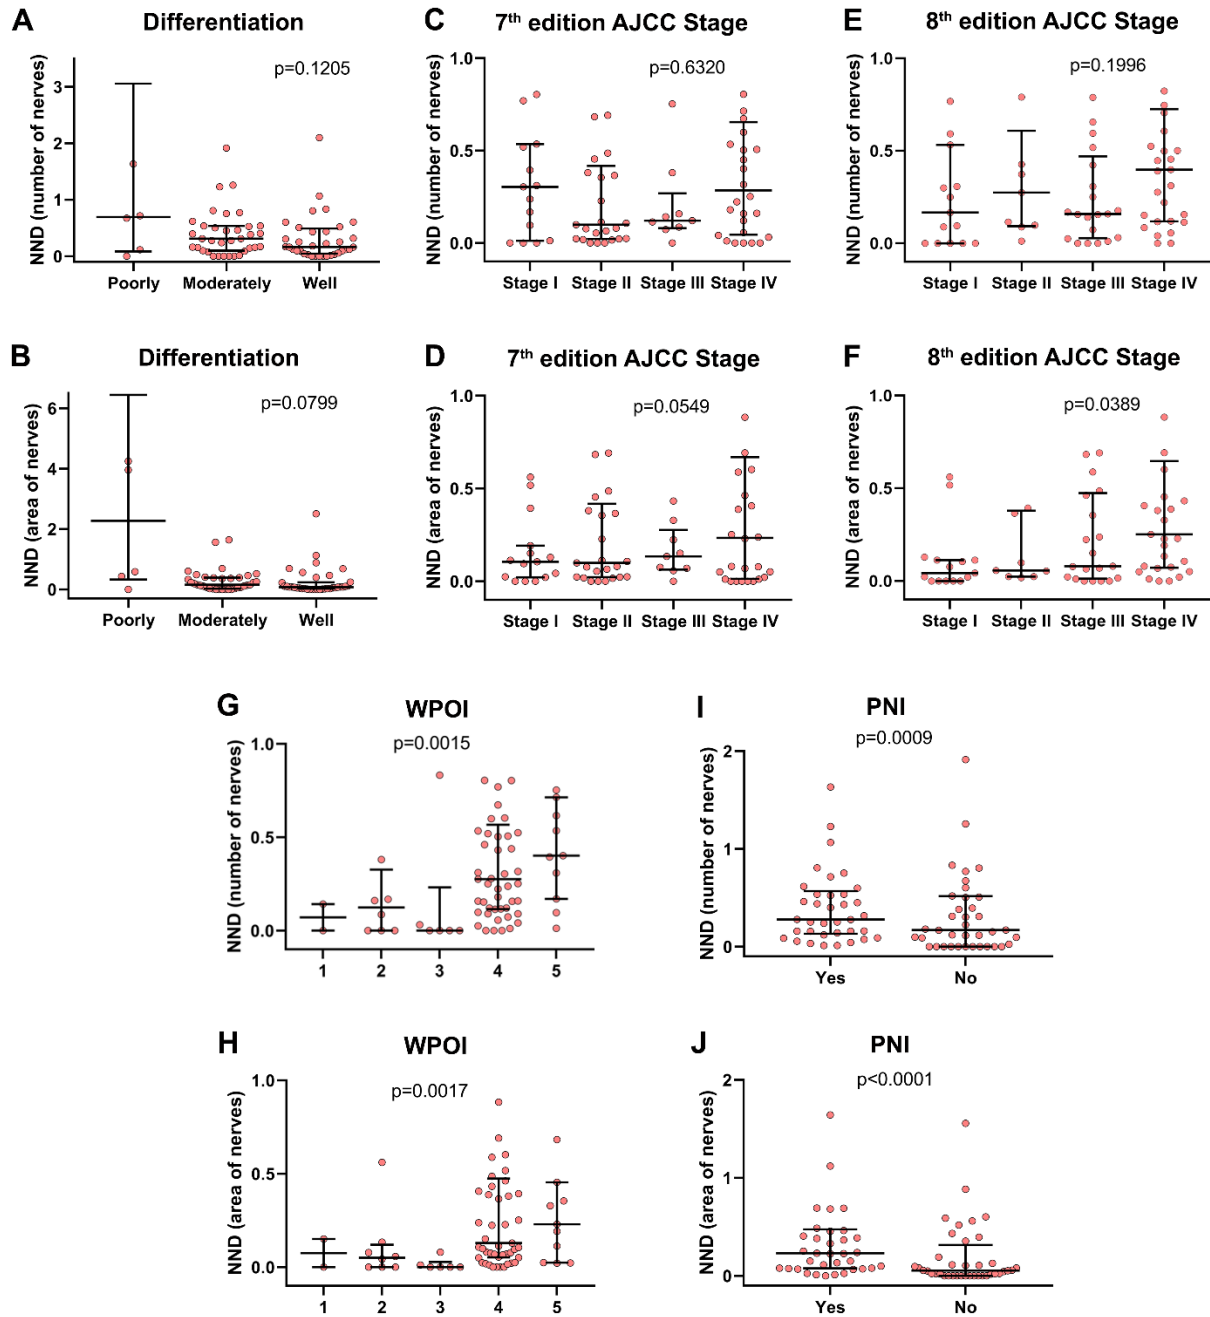 A
Differentiation
p=0.1205
NND (number of nerves)
3
2
1
0
Poorly Moderately Well
C
7th edition AJCC Stage
p=0.6320
NND (number of nerves)
1.0
0.5
0.0
Stage I Stage II Stage III Stage IV
E
8th edition AJCC Stage
p=0.1996
NND (number of nerves)
1.0
0.5
0.0
Stage I Stage II Stage III Stage IV
B
Differentiation
p=0.0799
NND (area of nerves)
6
4
2
0
Poorly Moderately Well
D
7th edition AJCC Stage
p=0.0549
NND (area of nerves)
1.0
0.5
0.0
Stage I Stage II Stage III Stage IV
F
8th edition AJCC Stage
p=0.0389
NND (area of nerves)
1.0
0.5
0.0
Stage I Stage II Stage III Stage IV
G
WPOI
p=0.0015
NND (number of nerves)
1.0
0.5
0.0
1 2 3 4 5
I
PNI
p=0.0009
NND (number of nerves)
2
1
0
Yes No
H
WPOI
p=0.0017
NND (area of nerves)
1.0
0.5
0.0
1 2 3 4 5
J
PNI
p<0.0001
NND (area of nerves)
2
1
0
Yes No